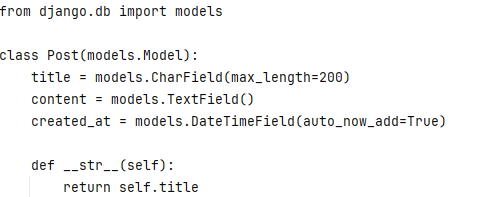 from django.db import models

class Post(models.Model):
    title = models.CharField(max_length=200)
    content = models.TextField()
    created_at = models.DateTimeField(auto_now_add=True)

    def __str__(self):
        return self.title